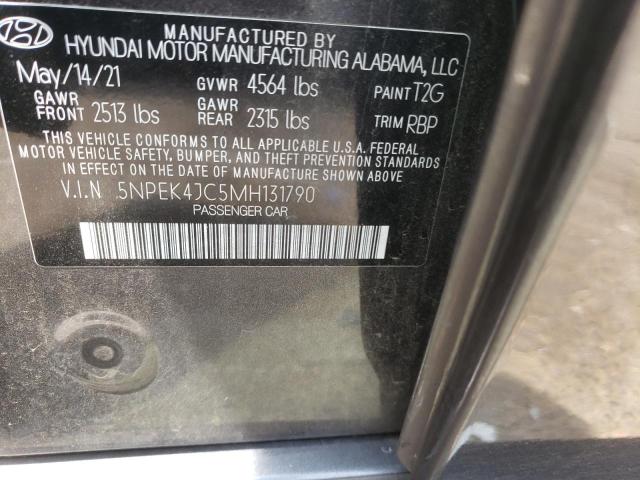 MANUFACTURED BY
HYUNDAI MOTOR MANUFACTURING ALABAMA, LLC
May/14/21 GVWR 4564 lbs PAINT T2G
GAWR FRONT 2513 lbs GAWR REAR 2315 lbs TRIM RBP
THIS VEHICLE CONFORMS TO ALL APPLICABLE U.S.A. FEDERAL
MOTOR VEHICLE SAFETY, BUMPER, AND THEFT PREVENTION STANDARDS
IN EFFECT ON THE DATE OF MANUFACTURE SHOWN ABOVE.
V.I.N 5NPEK4JC5MH131790
PASSENGER CAR